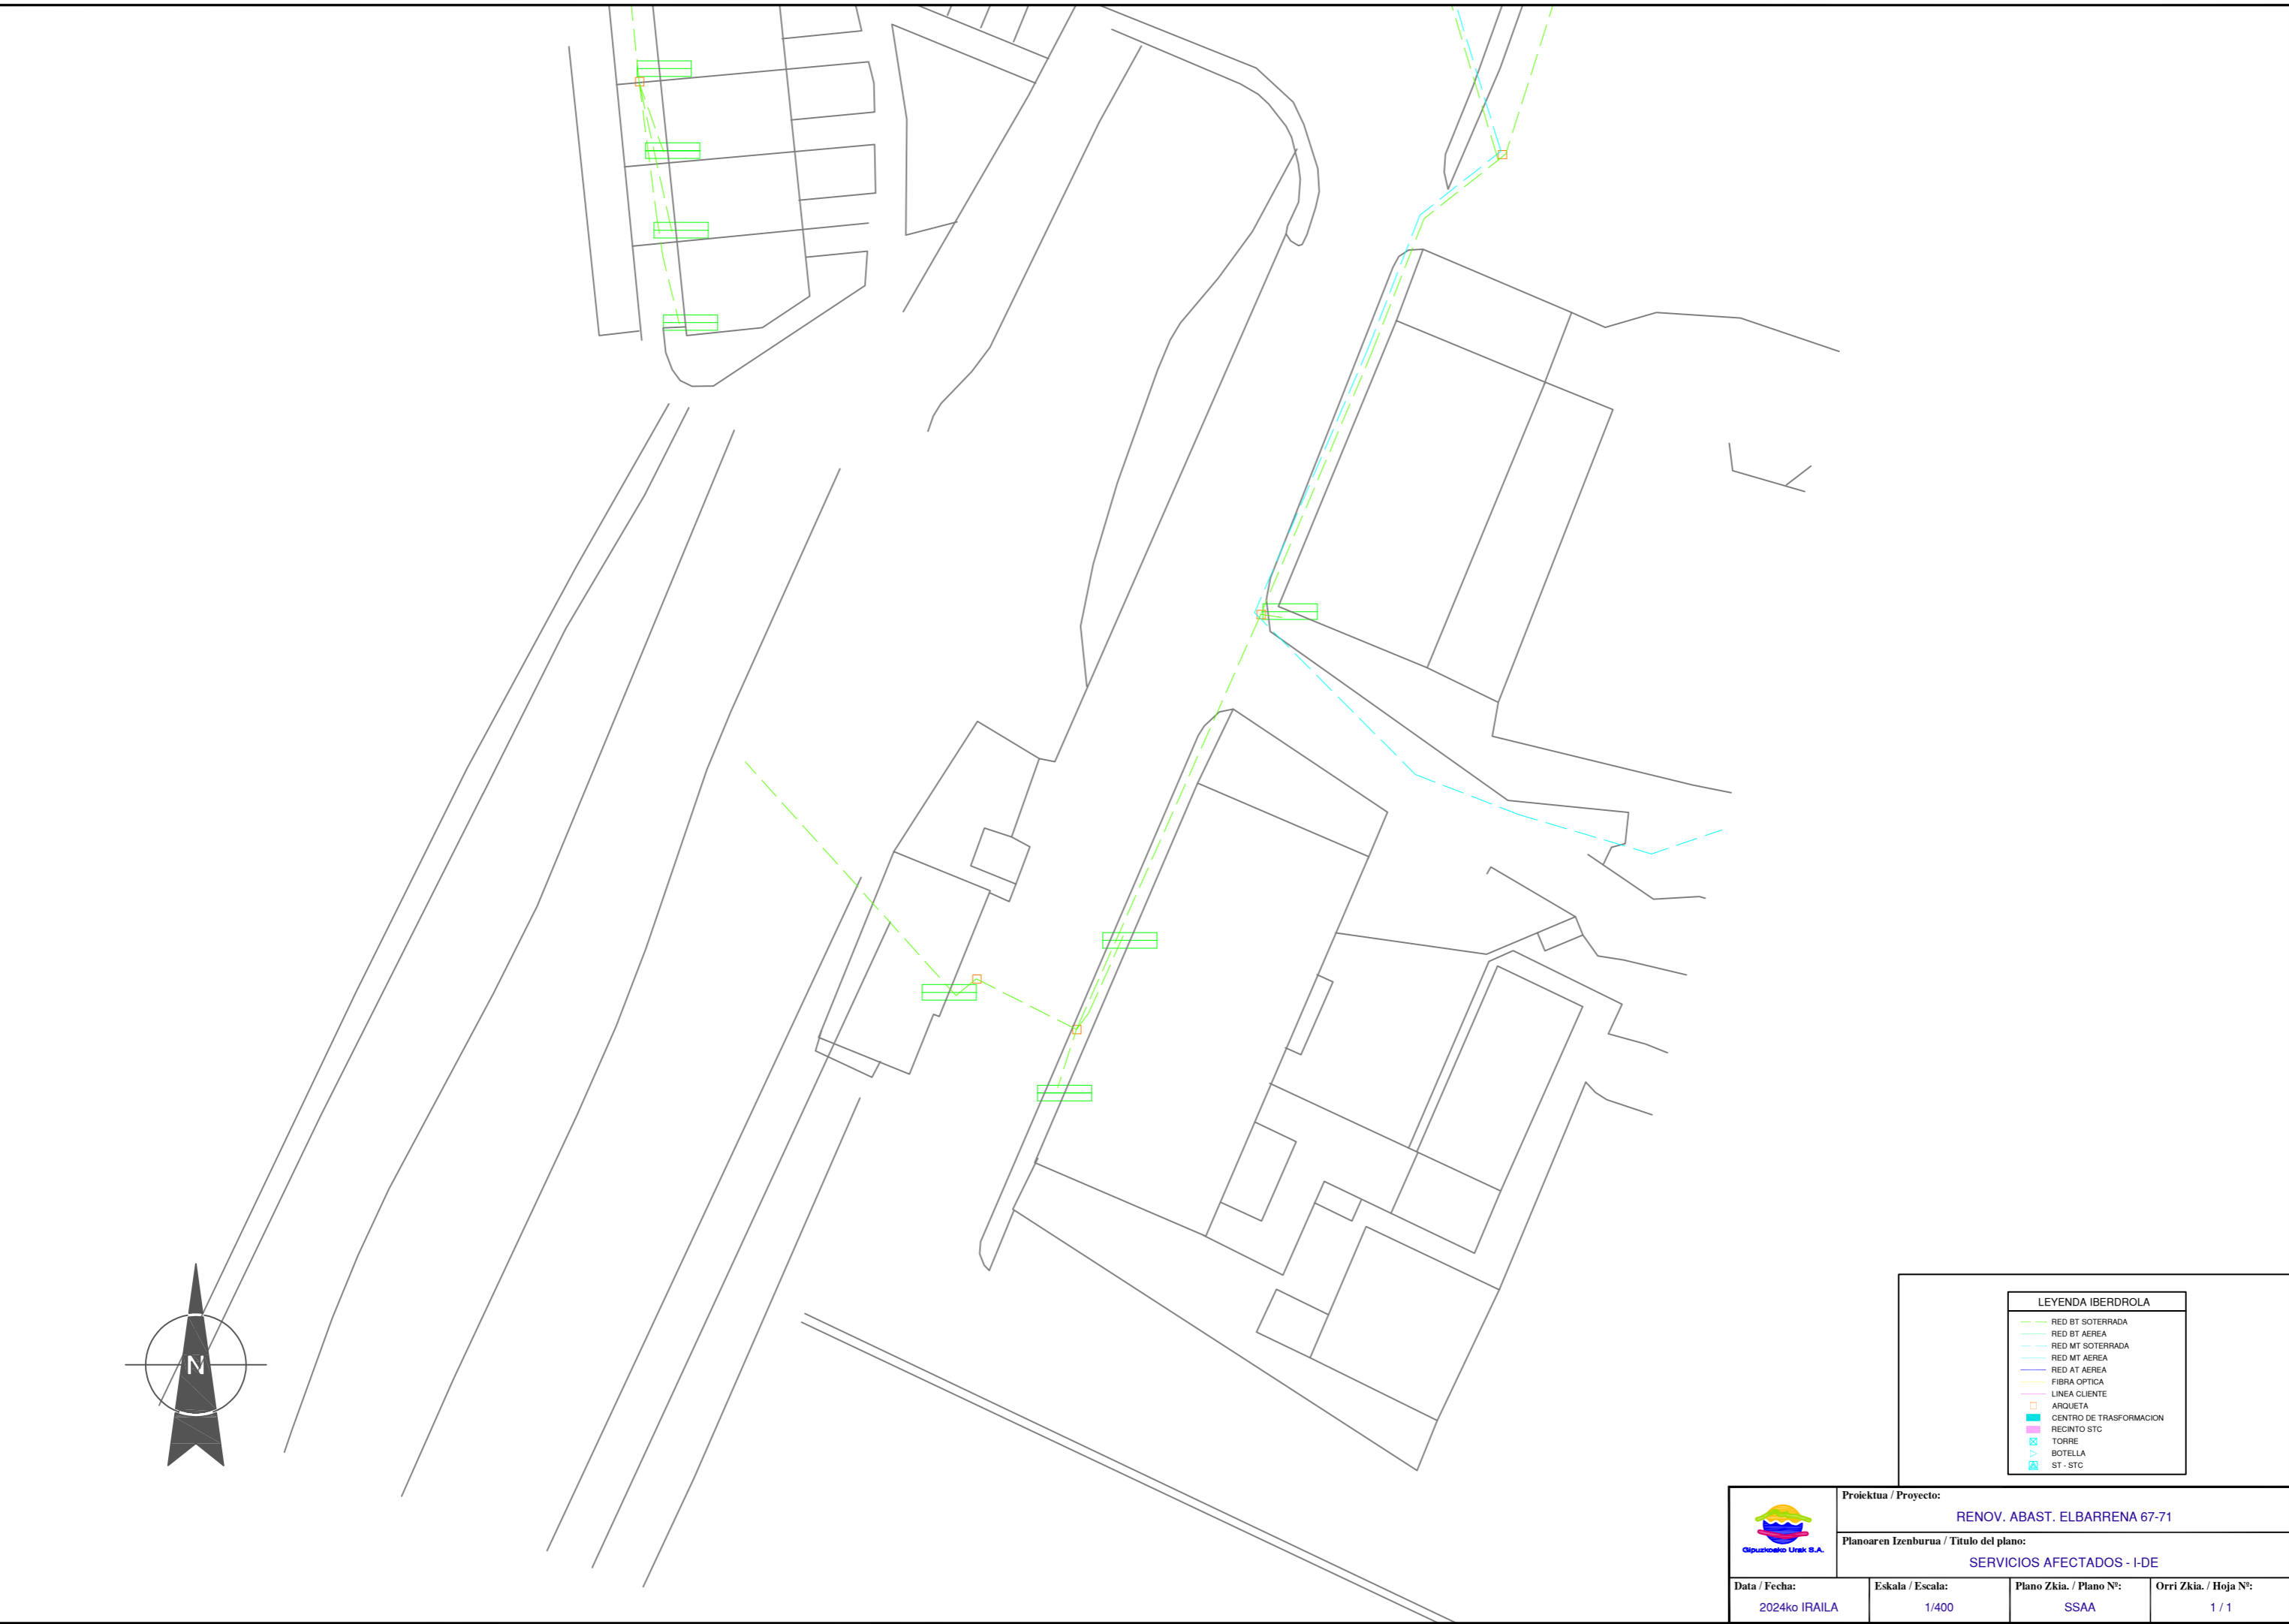 N
LEYENDA IBERDROLA
RED BT SOTERRADA
RED BT AEREA
RED MT SOTERRADA
RED MT AEREA
RED AT AEREA
FIBRA OPTICA
LINEA CLIENTE
ARQUETA
CENTRO DE TRASFORMACION
RECINTO STC
TORRE
BOTELLA
ST - STC
Gipuzkoako Urak S.A.
Proiektua / Proyecto:
RENOV. ABAST. ELBARRENA 67-71
Planoaren Izenburua / Titulo del plano:
SERVICIOS AFECTADOS - I-DE
Data / Fecha:
2024ko IRAILA
Eskala / Escala:
1/400
Plano Zkia. / Plano Nº:
SSAA
Orri Zkia. / Hoja Nº:
1 / 1